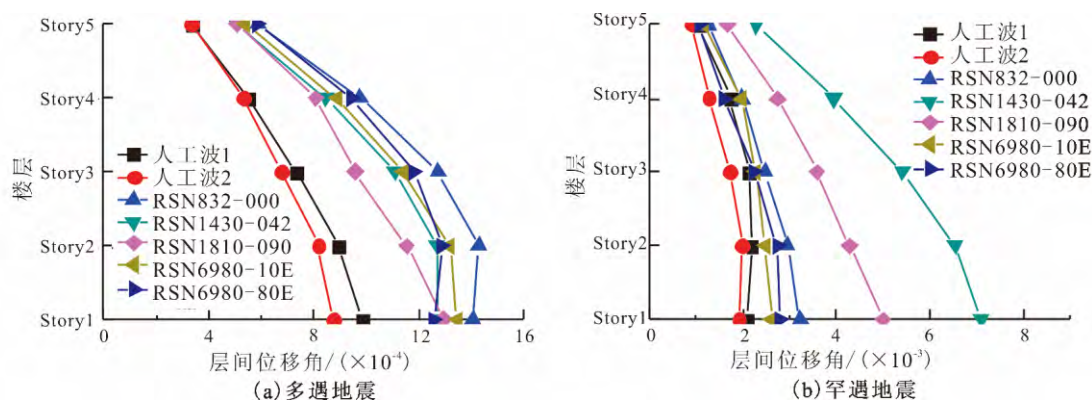 Story5
Story4
Story3
Story2
Story1
楼层
人工波1
人工波2
RSN832-000
RSN1430-042
RSN1810-090
RSN6980-10E
RSN6980-80E
0 4 8 12 16
层间位移角/(×10⁻⁴)
(a)多遇地震
Story5
Story4
Story3
Story2
Story1
楼层
人工波1
人工波2
RSN832-000
RSN1430-042
RSN1810-090
RSN6980-10E
RSN6980-80E
0 2 4 6 8
层间位移角/(×10⁻³)
(b)罕遇地震